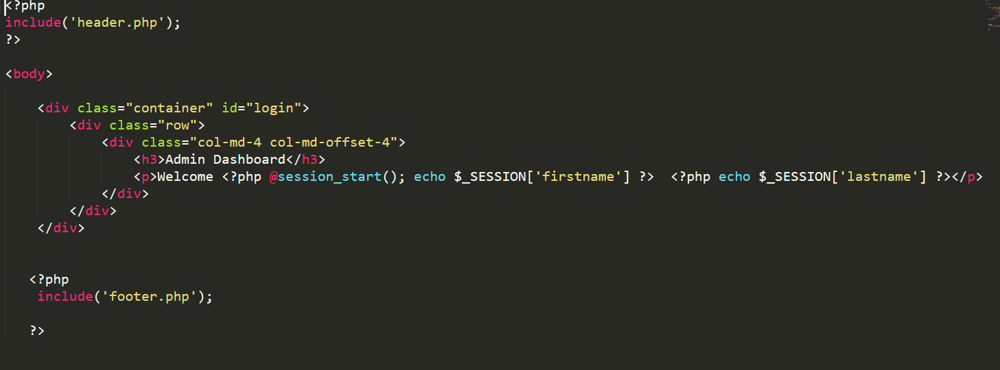 <?php
include('header.php');
?>
<body>
<div class="container" id="login">
<div class="row">
<div class="col-md-4 col-md-offset-4">
<h3>Admin Dashboard</h3>
<p>Welcome <?php @session_start(); echo $_SESSION['firstname'] ?>  <?php echo $_SESSION['lastname'] ?></p>
</div>
</div>
</div>
<?php
include('footer.php');
?>